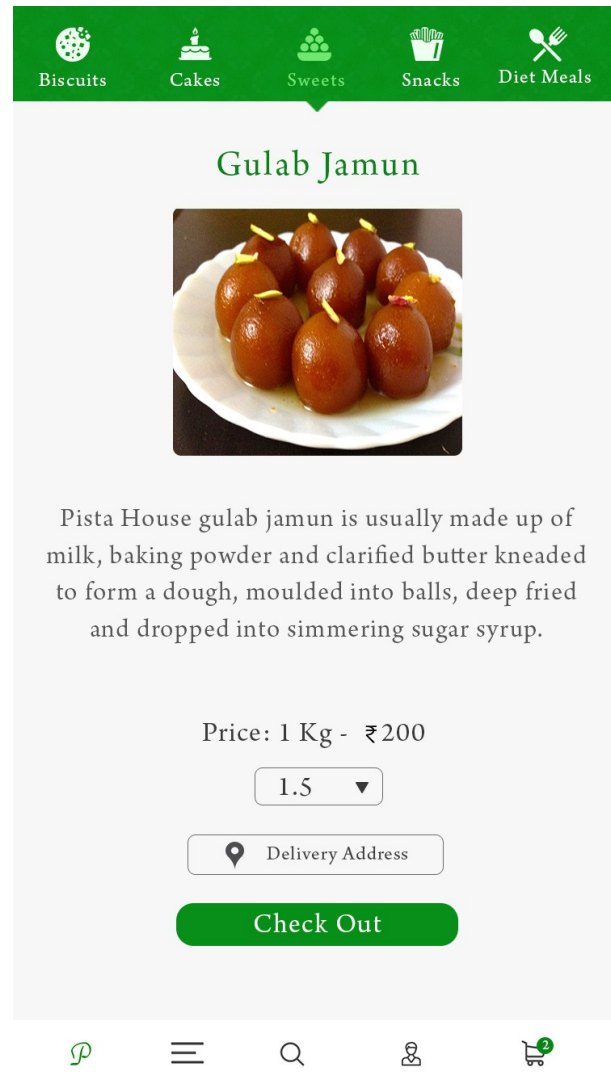 Biscuits
Cakes
Sweets
Snacks
Diet Meals
Gulab Jamun
Pista House gulab jamun is usually made up of
milk, baking powder and clarified butter kneaded
to form a dough, moulded into balls, deep fried
and dropped into simmering sugar syrup.
Price: 1 Kg - ₹200
1.5
Delivery Address
Check Out
P
2